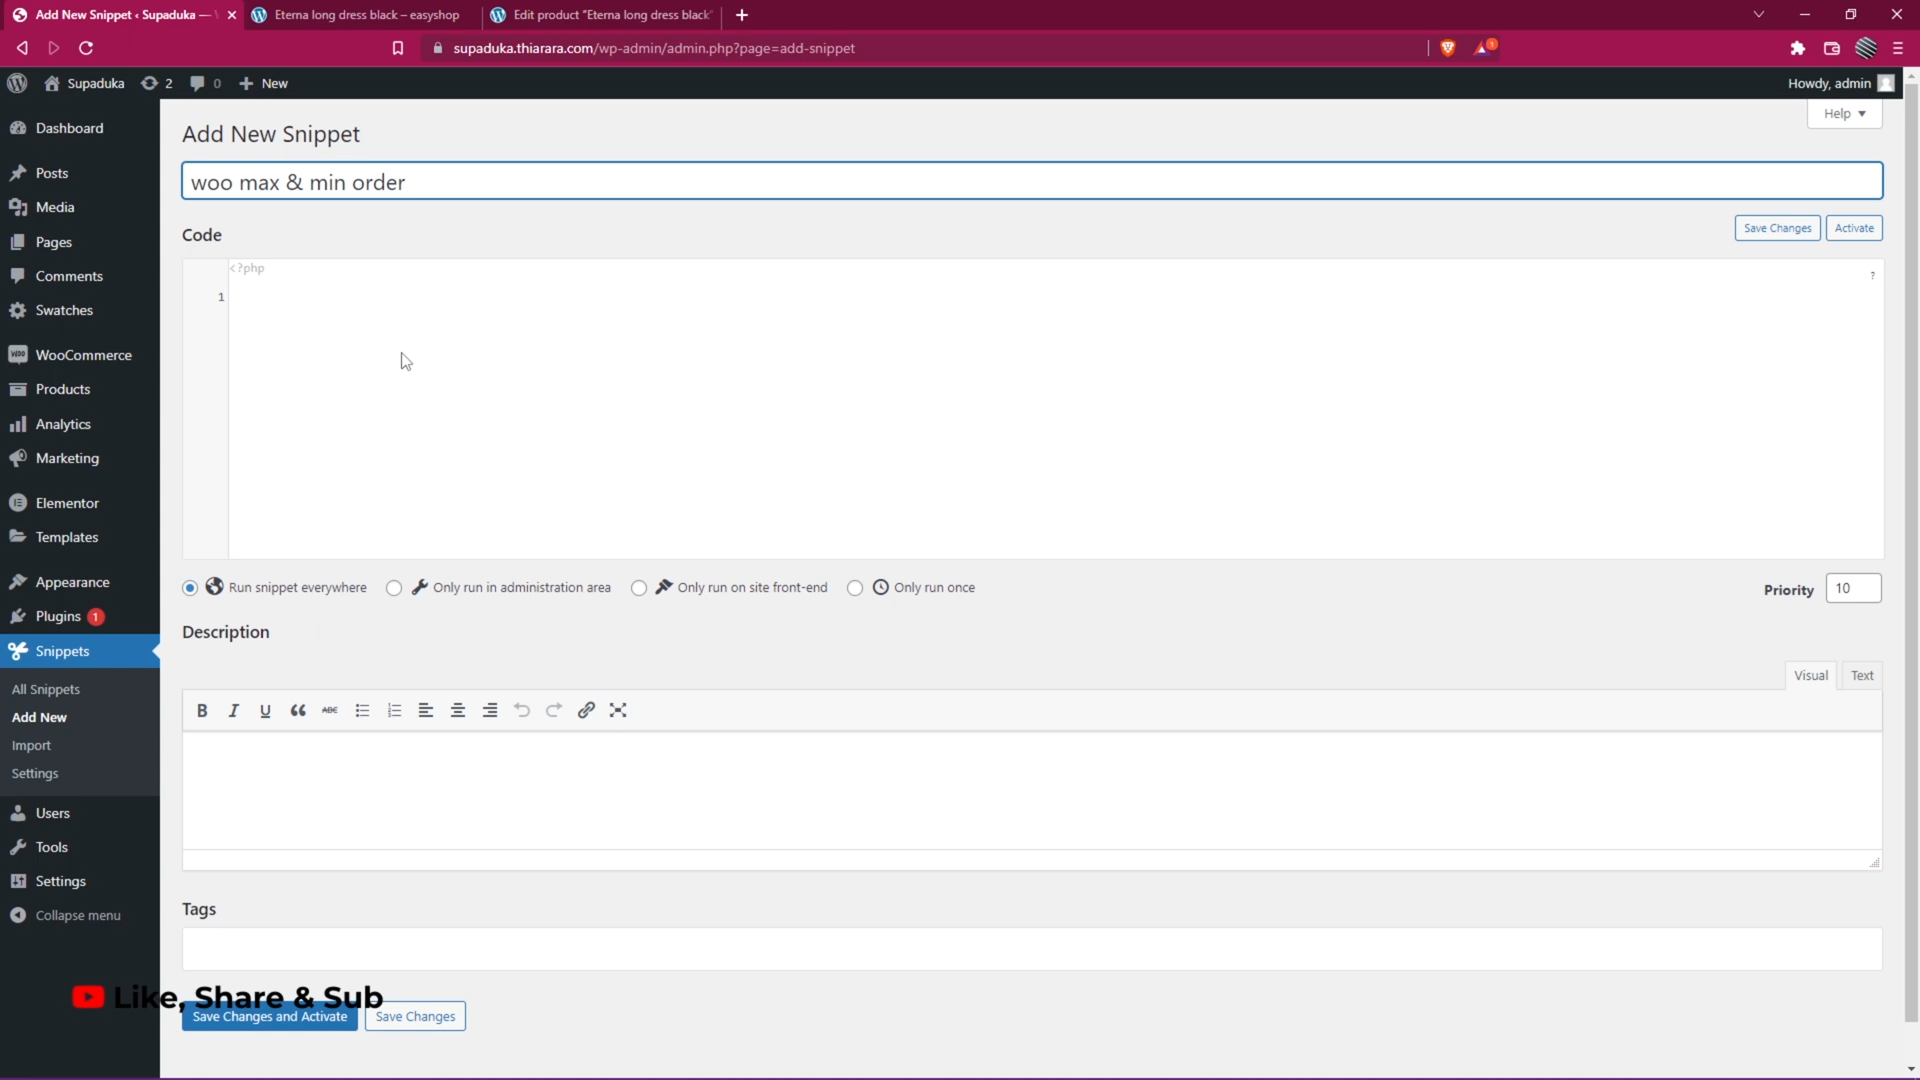 Add New Snippet ‹ Supaduka —
Eterna long dress black – easyshop
Edit product "Eterna long dress black"
supaduka.thiarara.com/wp-admin/admin.php?page=add-snippet
1
Supaduka
2
0
New
Howdy, admin
Help
Dashboard
Posts
Media
Pages
Comments
Swatches
WooCommerce
Products
Analytics
Marketing
Elementor
Templates
Appearance
Plugins 1
Snippets
All Snippets
Add New
Import
Settings
Users
Tools
Settings
Collapse menu
Add New Snippet
woo max & min order
Code
Save Changes
Activate
<?php
?
1
Run snippet everywhere
Only run in administration area
Only run on site front-end
Only run once
Priority
10
Description
Visual
Text
B I U ABC
Tags
Like, Share & Sub
Save Changes and Activate
Save Changes